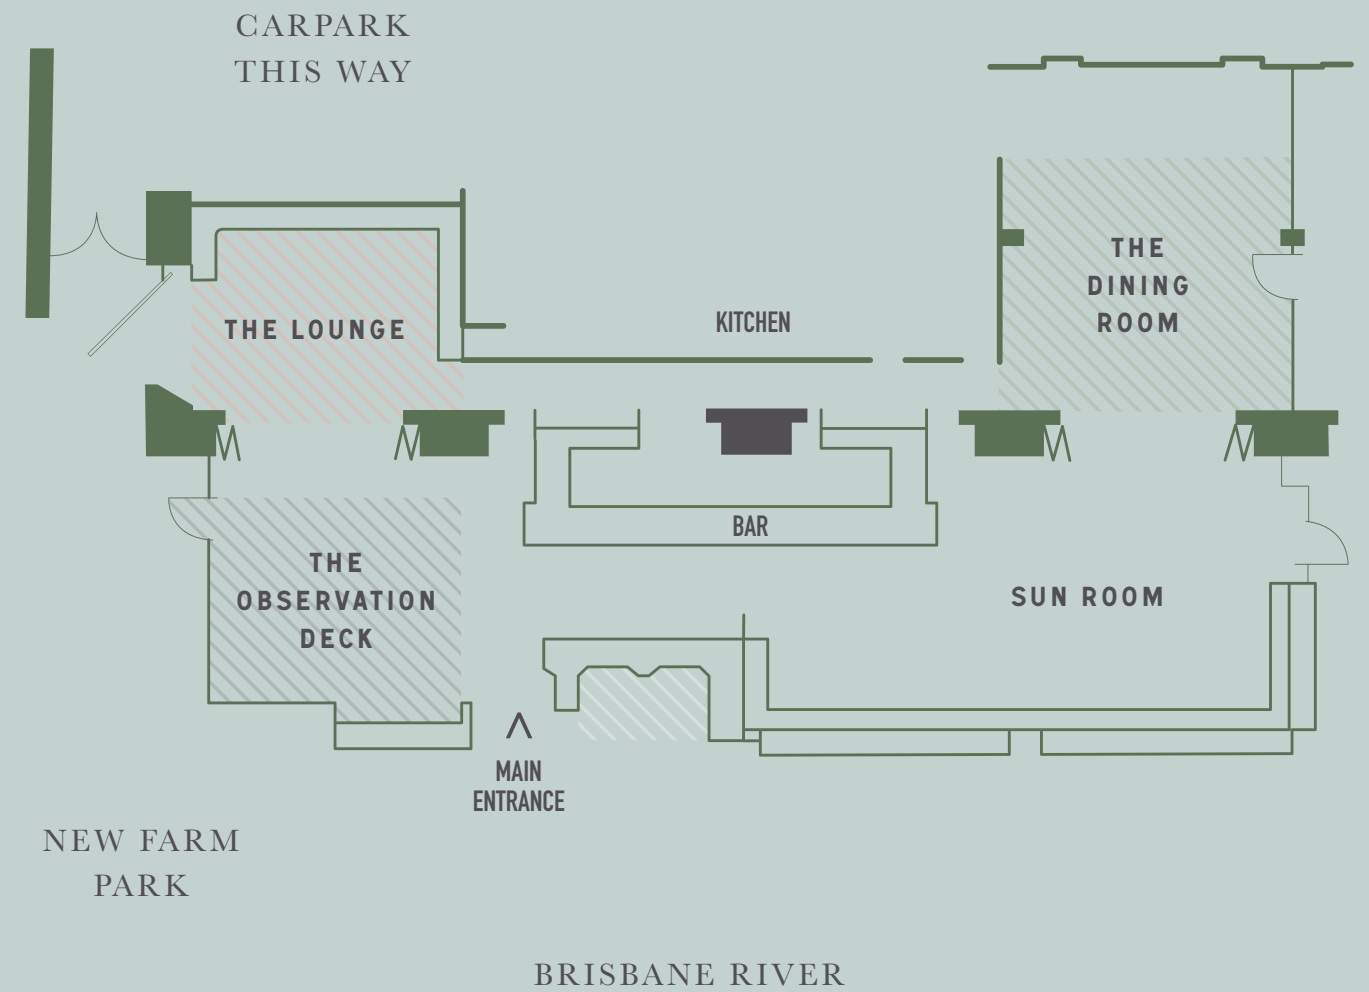 CARPARK
THIS WAY
THE LOUNGE
KITCHEN
THE
DINING
ROOM
BAR
THE
OBSERVATION
DECK
SUN ROOM
MAIN
ENTRANCE
NEW FARM
PARK
BRISBANE RIVER